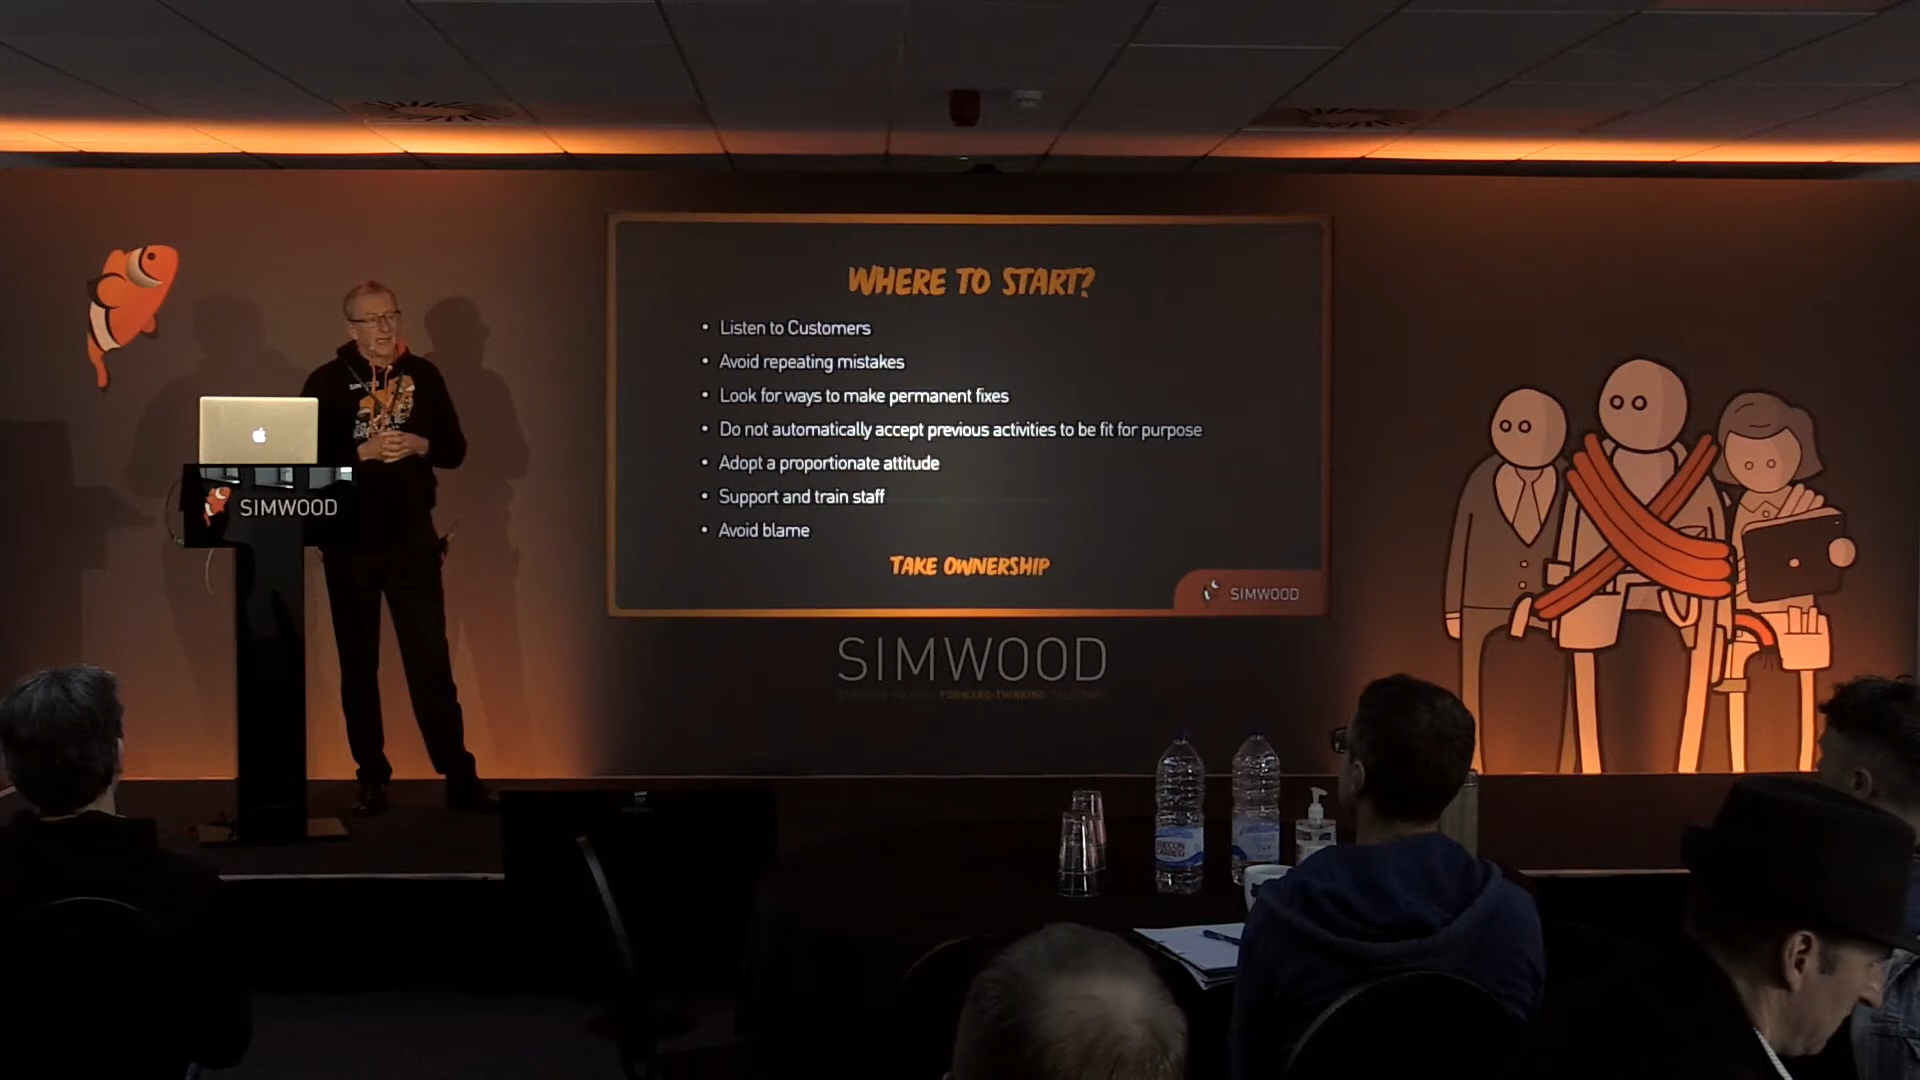 WHERE TO START?
• Listen to Customers
• Avoid repeating mistakes
• Look for ways to make permanent fixes
• Do not automatically accept previous activities to be fit for purpose
• Adopt a proportionate attitude
• Support and train staff
• Avoid blame
TAKE OWNERSHIP
SIMWOOD
SIMWOOD
SIMWOOD
FORWARD-THINKING